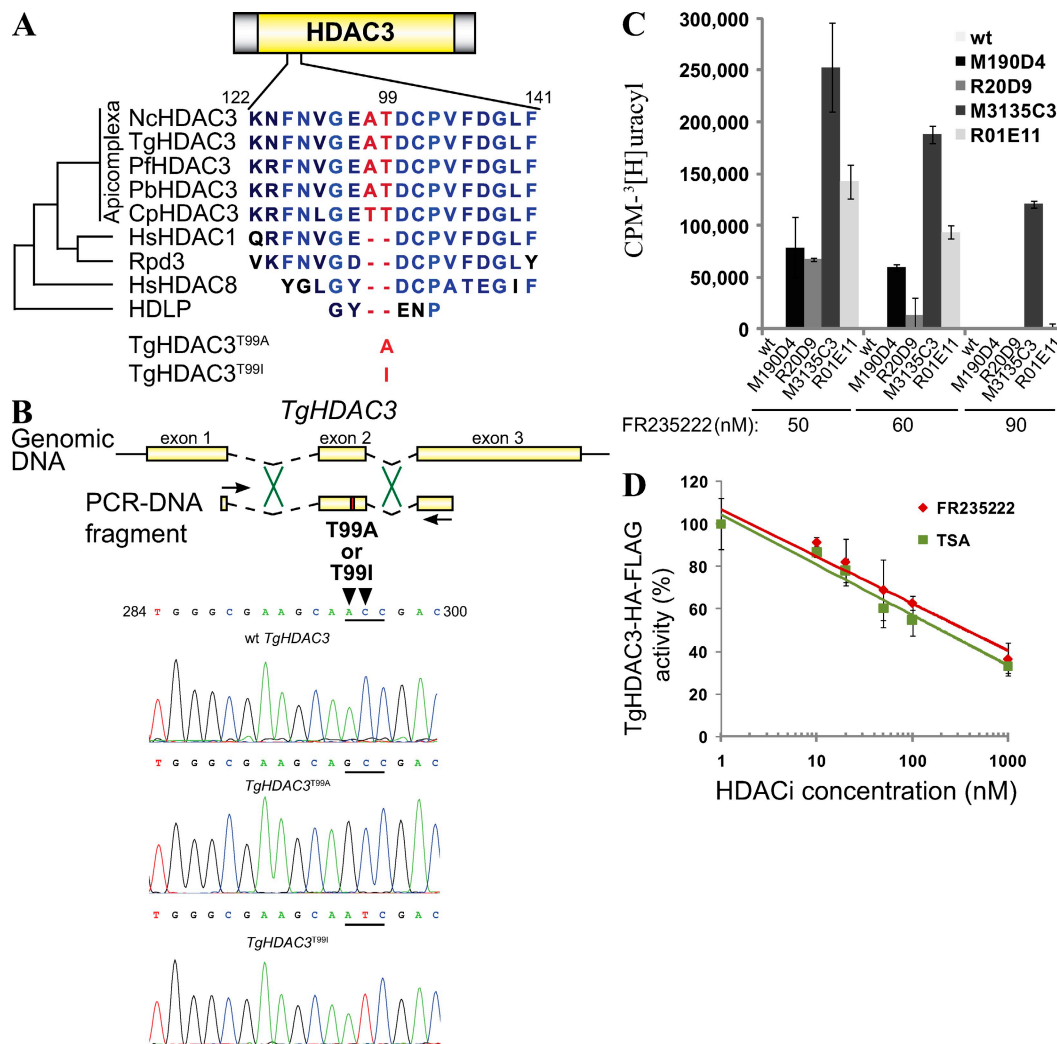 A
HDAC3
122 99 141
Apicomplexa
NcHDAC3 KNFNVGEATDCPVFDGLF
TgHDAC3 KNFNVGEATDCPVFDGLF
PfHDAC3 KRFNVGEATDCPVFDGLF
PbHDAC3 KRFNVGEATDCPVFDGLF
CpHDAC3 KRFNLGETTDCPVFDGLF
HsHDAC1 QRFNVGE--DCPVFDGLF
Rpd3 VKFNVGD--DCPVFDGLY
HsHDAC8 YGLGY--DCPATEGIF
HDLP GY--ENP
TgHDAC3T99A A
TgHDAC3T99I I
B
TgHDAC3
Genomic DNA
exon 1 exon 2 exon 3
PCR-DNA fragment
T99A
or
T99I
284 T G G G C G A A G C A A C C G A C 300
wt TgHDAC3
T G G G C G A A G C A G C C G A C
TgHDAC3T99A
T G G G C G A A G C A A T C G A C
TgHDAC3T99I
C
CPM-3[H]uracyl
300,000
250,000
200,000
150,000
100,000
50,000
0
wt
M190D4
R20D9
M3135C3
R01E11
wt M190D4 R20D9 M3135C3 R01E11 wt M190D4 R20D9 M3135C3 R01E11 wt M190D4 R20D9 M3135C3 R01E11
FR235222(nM): 50 60 90
D
TgHDAC3-HA-FLAG
activity (%)
120
100
80
60
40
20
0
FR235222
TSA
1 10 100 1000
HDACi concentration (nM)